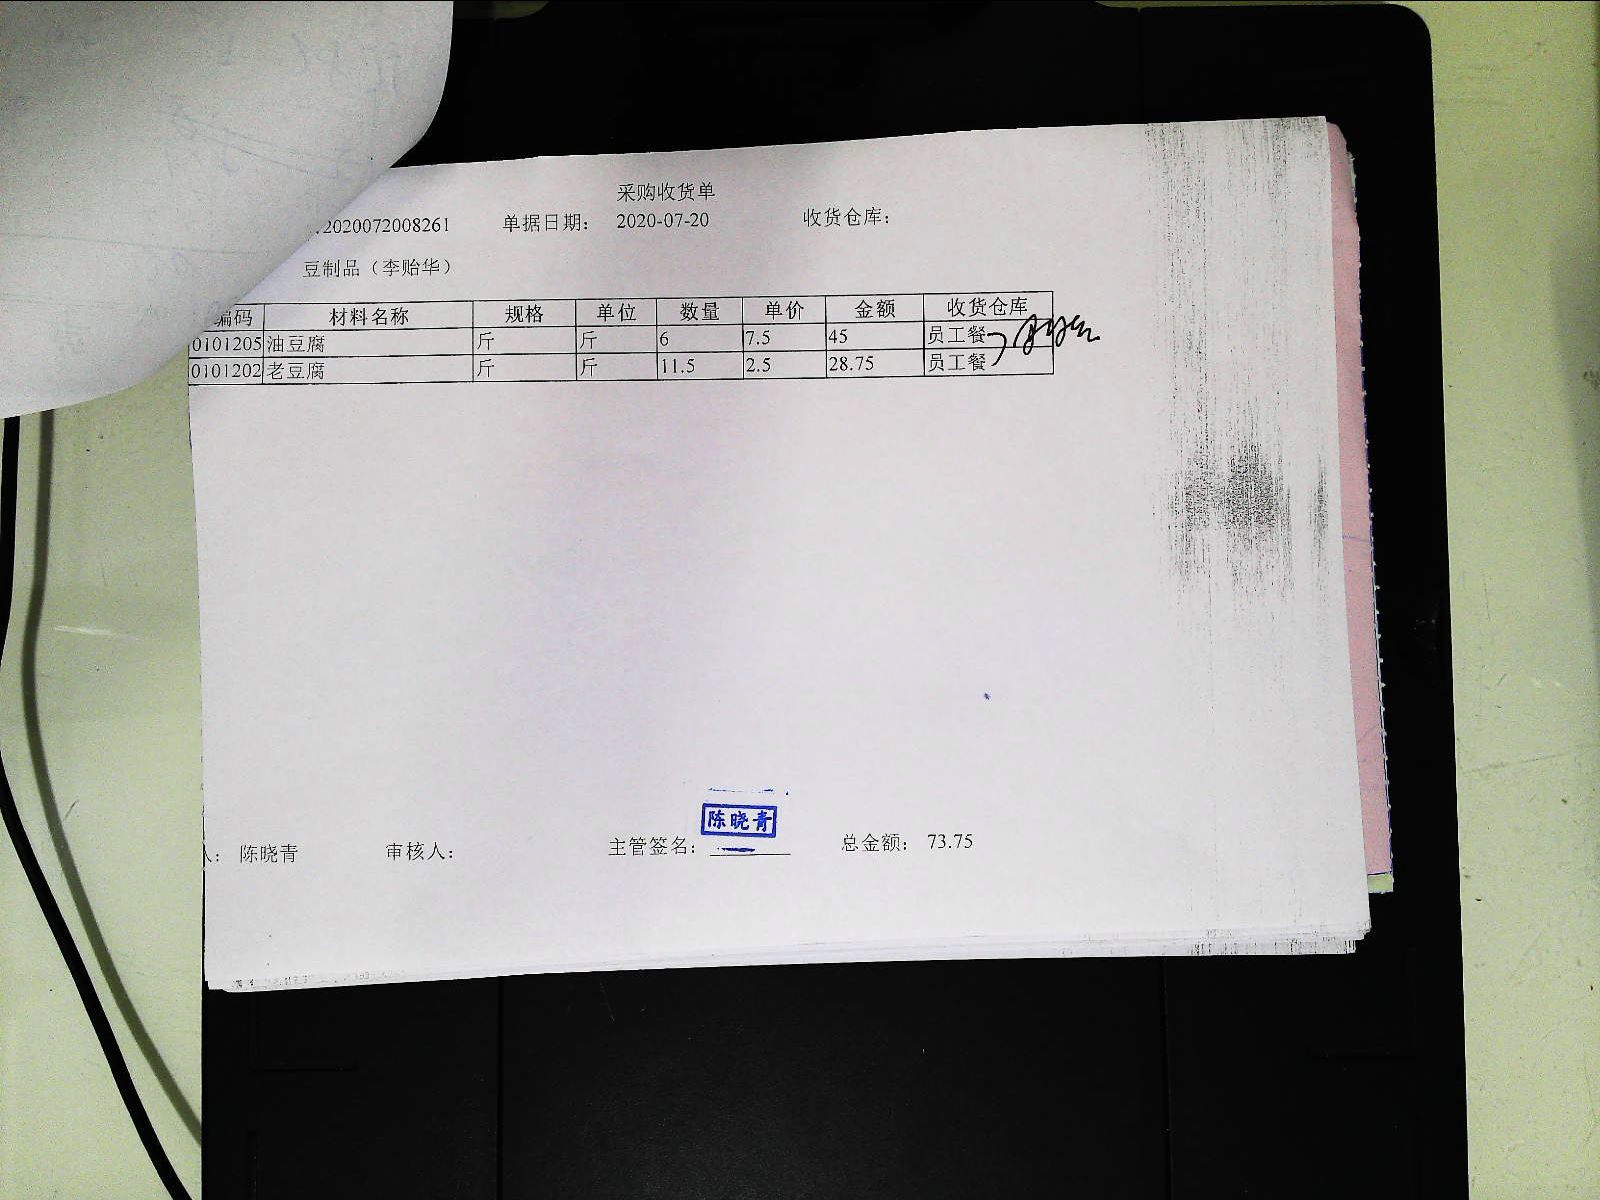 采购收货单
.2020072008261 单据日期： 2020-07-20 收货仓库：
豆制品（李贻华）
编码 材料名称 规格 单位 数量 单价 金额 收货仓库
0101205 油豆腐 斤 斤 6 7.5 45 员工餐
0101202 老豆腐 斤 斤 11.5 2.5 28.75 员工餐
陈晓青
人： 陈晓青 审核人： 主管签名： 总金额： 73.75